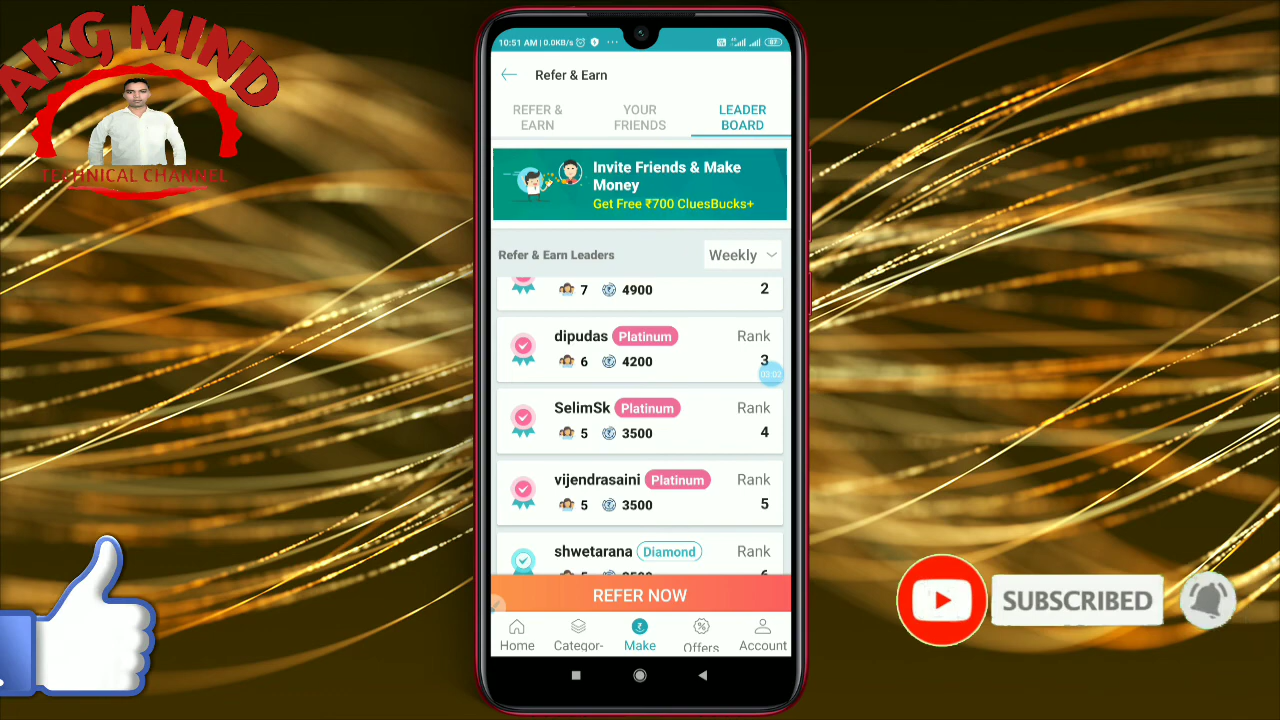 AKG MIND
TECHNICAL CHANNEL
10:51 AM | 0.0KB/s
87
Refer & Earn
REFER & EARN
YOUR FRIENDS
LEADER BOARD
Invite Friends & Make
Money
Get Free ₹700 CluesBucks+
Refer & Earn Leaders
Weekly
7 4900 2
dipudas Platinum Rank
6 4200 3
03:02
SelimSk Platinum Rank
5 3500 4
vijendrasaini Platinum Rank
5 3500 5
shwetarana Diamond Rank
REFER NOW
Home Categor- Make Offers Account
SUBSCRIBED